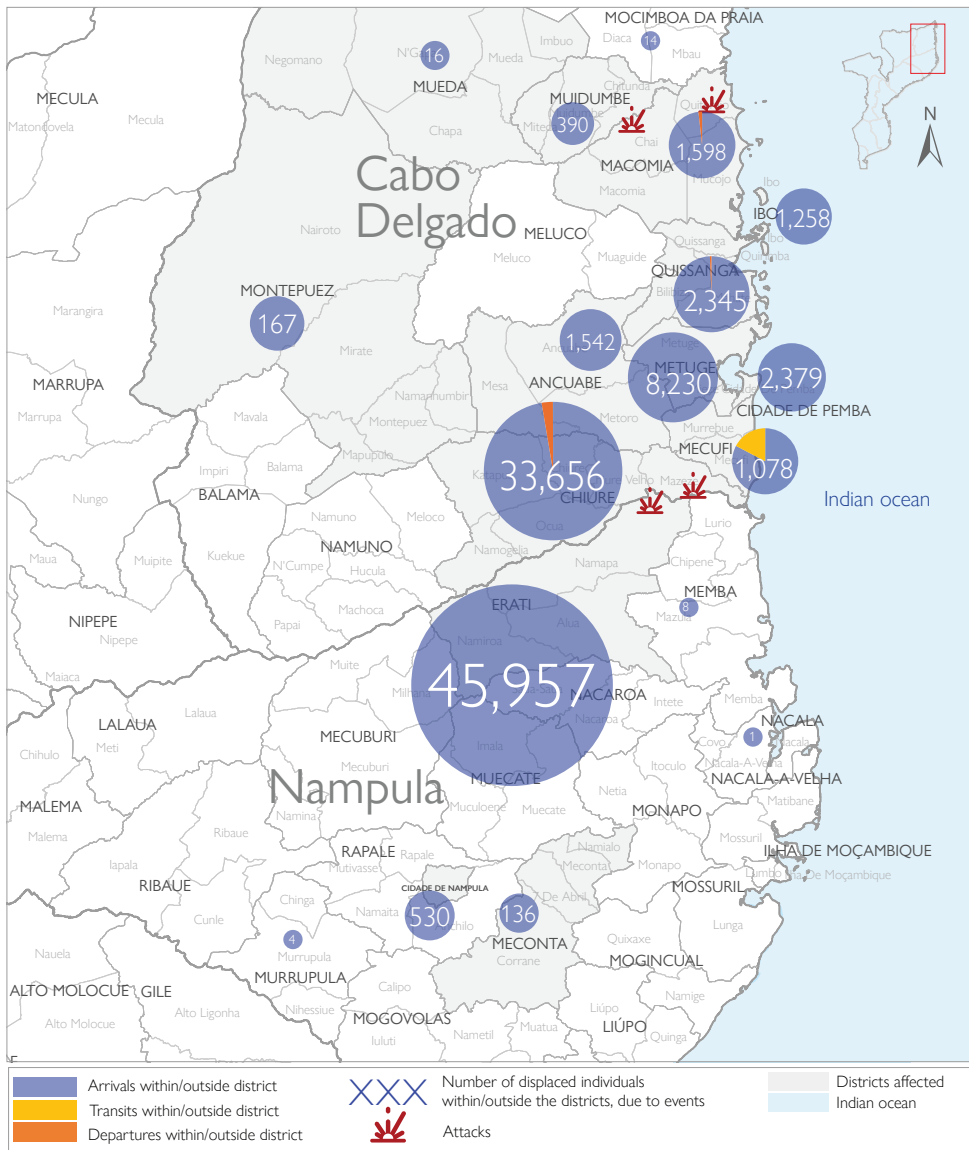 MOCIMBOA DA PRAIA
Diaca
14
Mbau
Imbuo
Negomano
16
Mueda
MUEDA
MECULA
Matondovela
Mecula
Chapa
MUIDUMBE
Chitunda
390
Chai
MACOMIA
1,598
Mucojo
Macomia
N
Cabo
Delgado
Nairoto
MELUCO
Meluco
Muaguide
Ibo
IBO
1,258
Ibo
Quissanga
QUISSANGA
2,345
MONTEPUEZ
167
Marangira
Mirate
1,542
ANCUABE
Mesa
Metuge
METUGE
8,230
2,379
CIDADE DE PEMBA
MARRUPA
Marrupa
Mavala
Namanhumbir
Montepuez
Metoro
Murrebue
MECUFI
1,078
Mapupulo
33,656
CHIURE
Mazeze
Ocua
Impiri
Balama
BALAMA
Nungo
Namuno
Meloco
NAMUNO
Indian ocean
Lurio
Maua
Muipite
Kuekue
N'Cumpe
Hucula
Namogelia
Namapa
Chipene
Machoca
Papai
NIPEPE
Nipepe
Maiaca
ERATI
Alua
Namiroa
MEMBA
8
Mazula
45,957
Muite
Lalaua
LALAUA
Meti
Chihulo
MECUBURI
Mecuburi
NACAROA
Nacaroa
Intete
Memba
NACALA
1
Covo
Nacala-A-Velha
NACALA-A-VELHA
Imala
MUECATE
Itoculo
Nampula
MALEMA
Malema
Ribaue
Namina
Muculoene
Muecate
Netia
MONAPO
Matibane
Mossuril
Iapala
RIBAUE
RAPALE
Rapale
Mutivasse
Namialo
Meconta
Monapo
ILHA DE MOÇAMBIQUE
Lumbo
MOSSURIL
CIDADE DE NAMPULA
530
136
7 De Abril
Chinga
Namaita
Cunle
4
Murrupula
MURRUPULA
MECONTA
Corrane
Quixaxe
Lunga
MOGINCUAL
Nauela
ALTO MOLOCUE
GILE
Alto Molocue
Alto Ligonha
Nihessiue
Calipo
MOGOVOLAS
Iuluti
Nametil
Muatua
Liúpo
LIÚPO
Namige
Quinga
Arrivals within/outside district
Transits within/outside district
Departures within/outside district
XXX
Number of displaced individuals
within/outside the districts, due to events
Attacks
Districts affected
Indian ocean